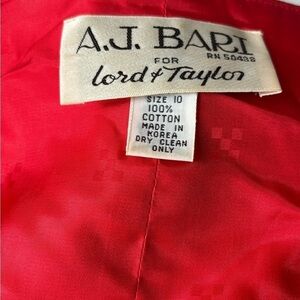 A.J. BARI
FOR
RN 50438
Lord & Taylor
SIZE 10
100%
COTTON
MADE IN
KOREA
DRY CLEAN
ONLY